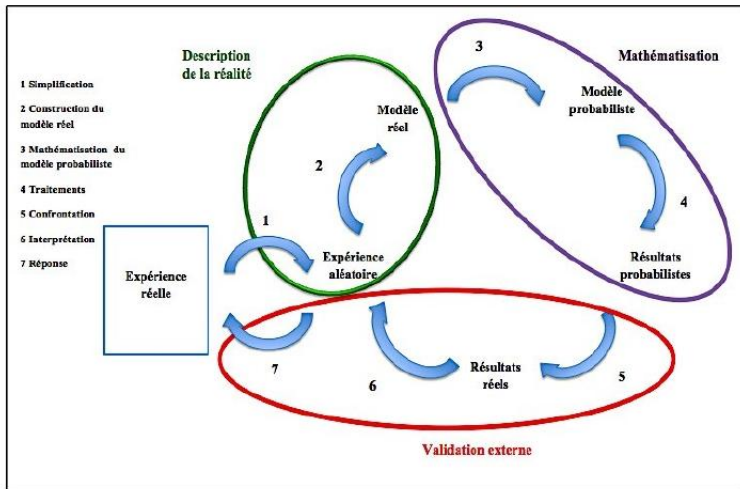 Description
de la réalité
3
Mathématisation
1 Simplification
2 Construction du
modèle réel
3 Mathématisation du
modèle probabiliste
4 Traitements
5 Confrontation
6 Interprétation
7 Réponse
Modèle
réel
Modèle
probabiliste
2
4
1
Expérience
réelle
Expérience
aléatoire
Résultats
probabilistes
7
6
Résultats
réels
5
Validation externe